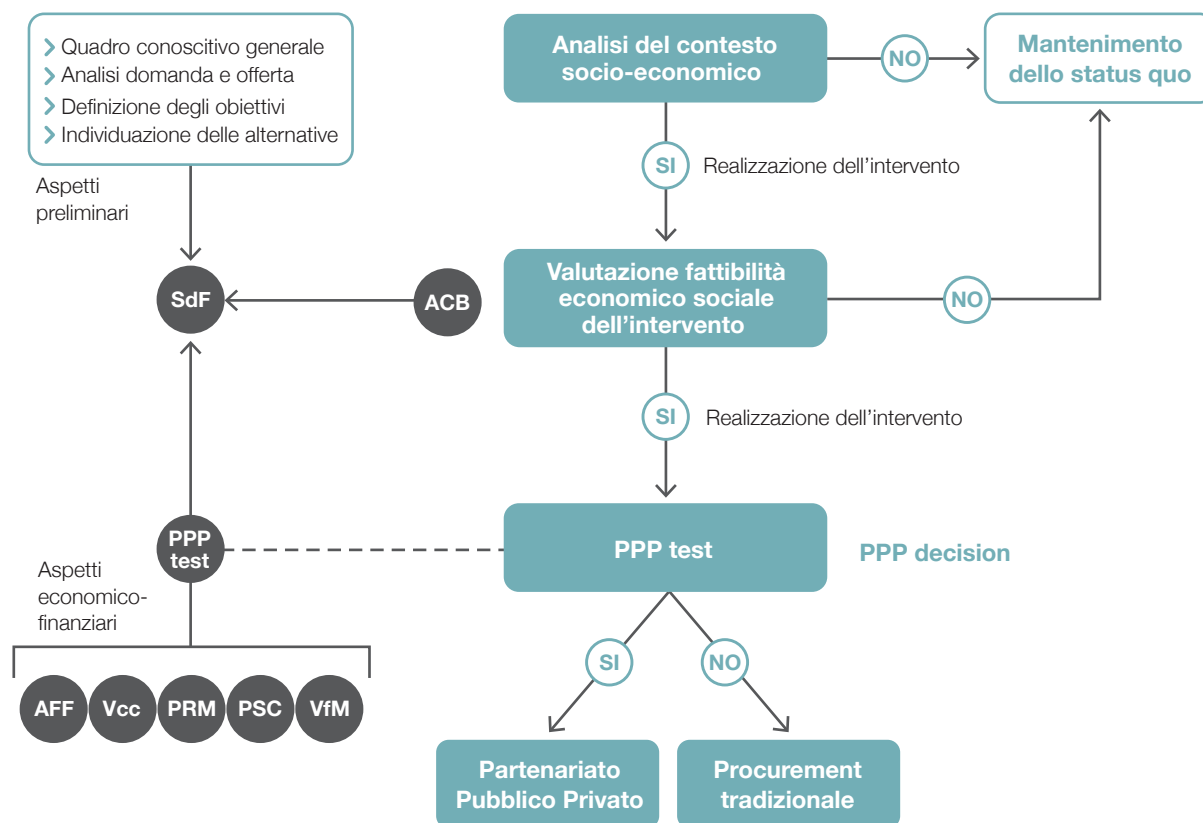 Quadro conoscitivo generale
Analisi domanda e offerta
Definizione degli obiettivi
Individuazione delle alternative
Analisi del contesto
socio-economico
NO
Mantenimento
dello status quo
Aspetti
preliminari
SI
Realizzazione dell'intervento
SdF
ACB
Valutazione fattibilità
economico sociale
dell'intervento
NO
SI
Realizzazione dell'intervento
PPP
test
PPP test
PPP decision
Aspetti
economico-
finanziari
SI
NO
AFF
Vcc
PRM
PSC
VfM
Partenariato
Pubblico Privato
Procurement
tradizionale